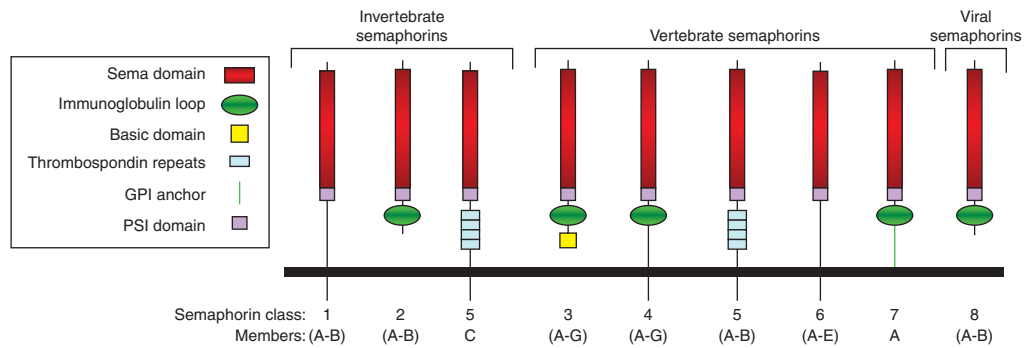 Invertebrate
semaphorins
Vertebrate semaphorins
Viral
semaphorins
Sema domain
Immunoglobulin loop
Basic domain
Thrombospondin repeats
GPI anchor
PSI domain
Semaphorin class: 1 2 5 3 4 5 6 7 8
Members: (A-B) (A-B) C (A-G) (A-G) (A-B) (A-E) A (A-B)